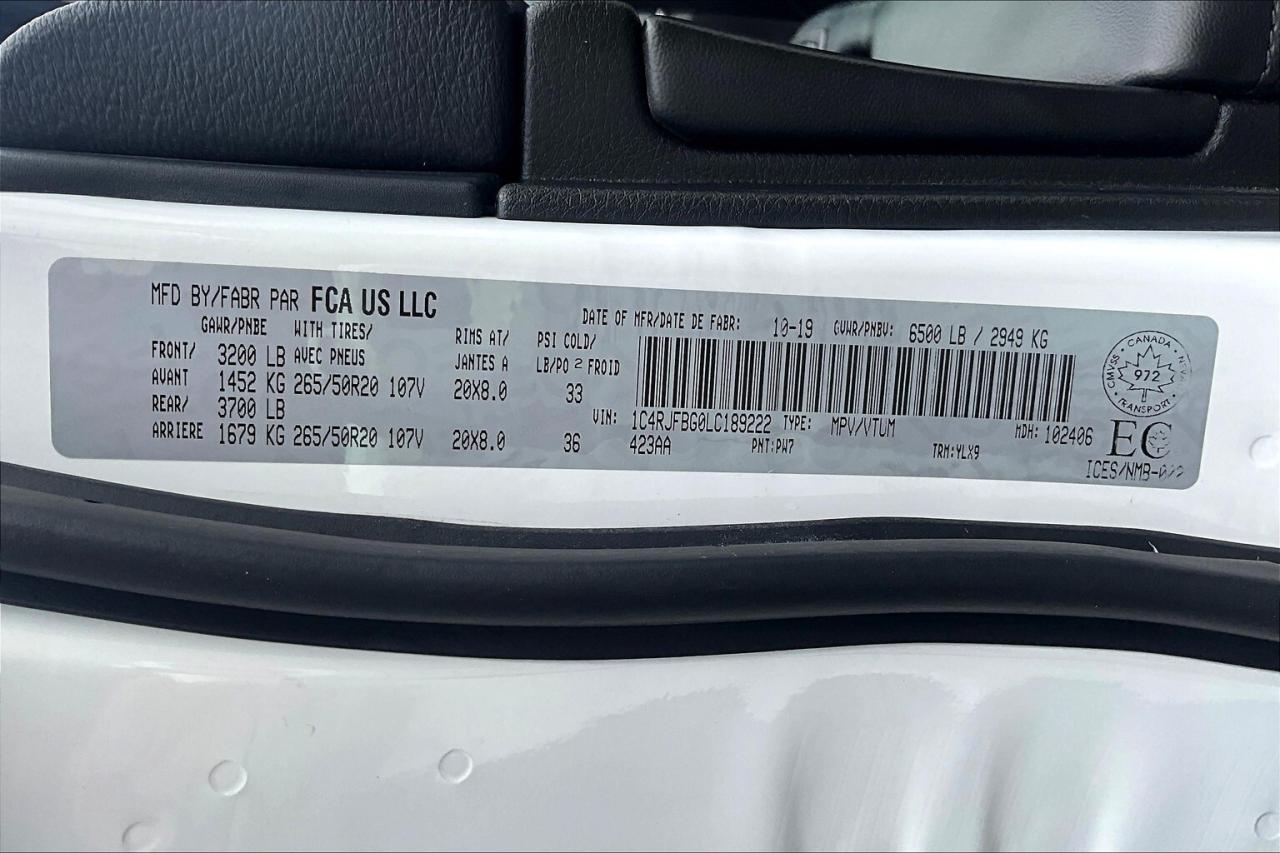 MFD BY/FABR PAR FCA US LLC
DATE OF MFR/DATE DE FABR: 10-19 GVWR/PNBV: 6500 LB / 2949 KG
GAWR/PNBE WITH TIRES/ RIMS AT/ PSI COLD/
FRONT/ 3200 LB AVEC PNEUS JANTES A LB/PO 2 FROID
AVANT 1452 KG 265/50R20 107V 20X8.0 33
REAR/ 3700 LB
ARRIERE 1679 KG 265/50R20 107V 20X8.0 36
VIN: 1C4RJFBG0LC189222 TYPE: MPV/VTUM MDH: 102406
423AA PNT:PW7 TRM:YLX9
CANADA
CMVSS
972
TRANSPORT
EC
ICES/NMB-